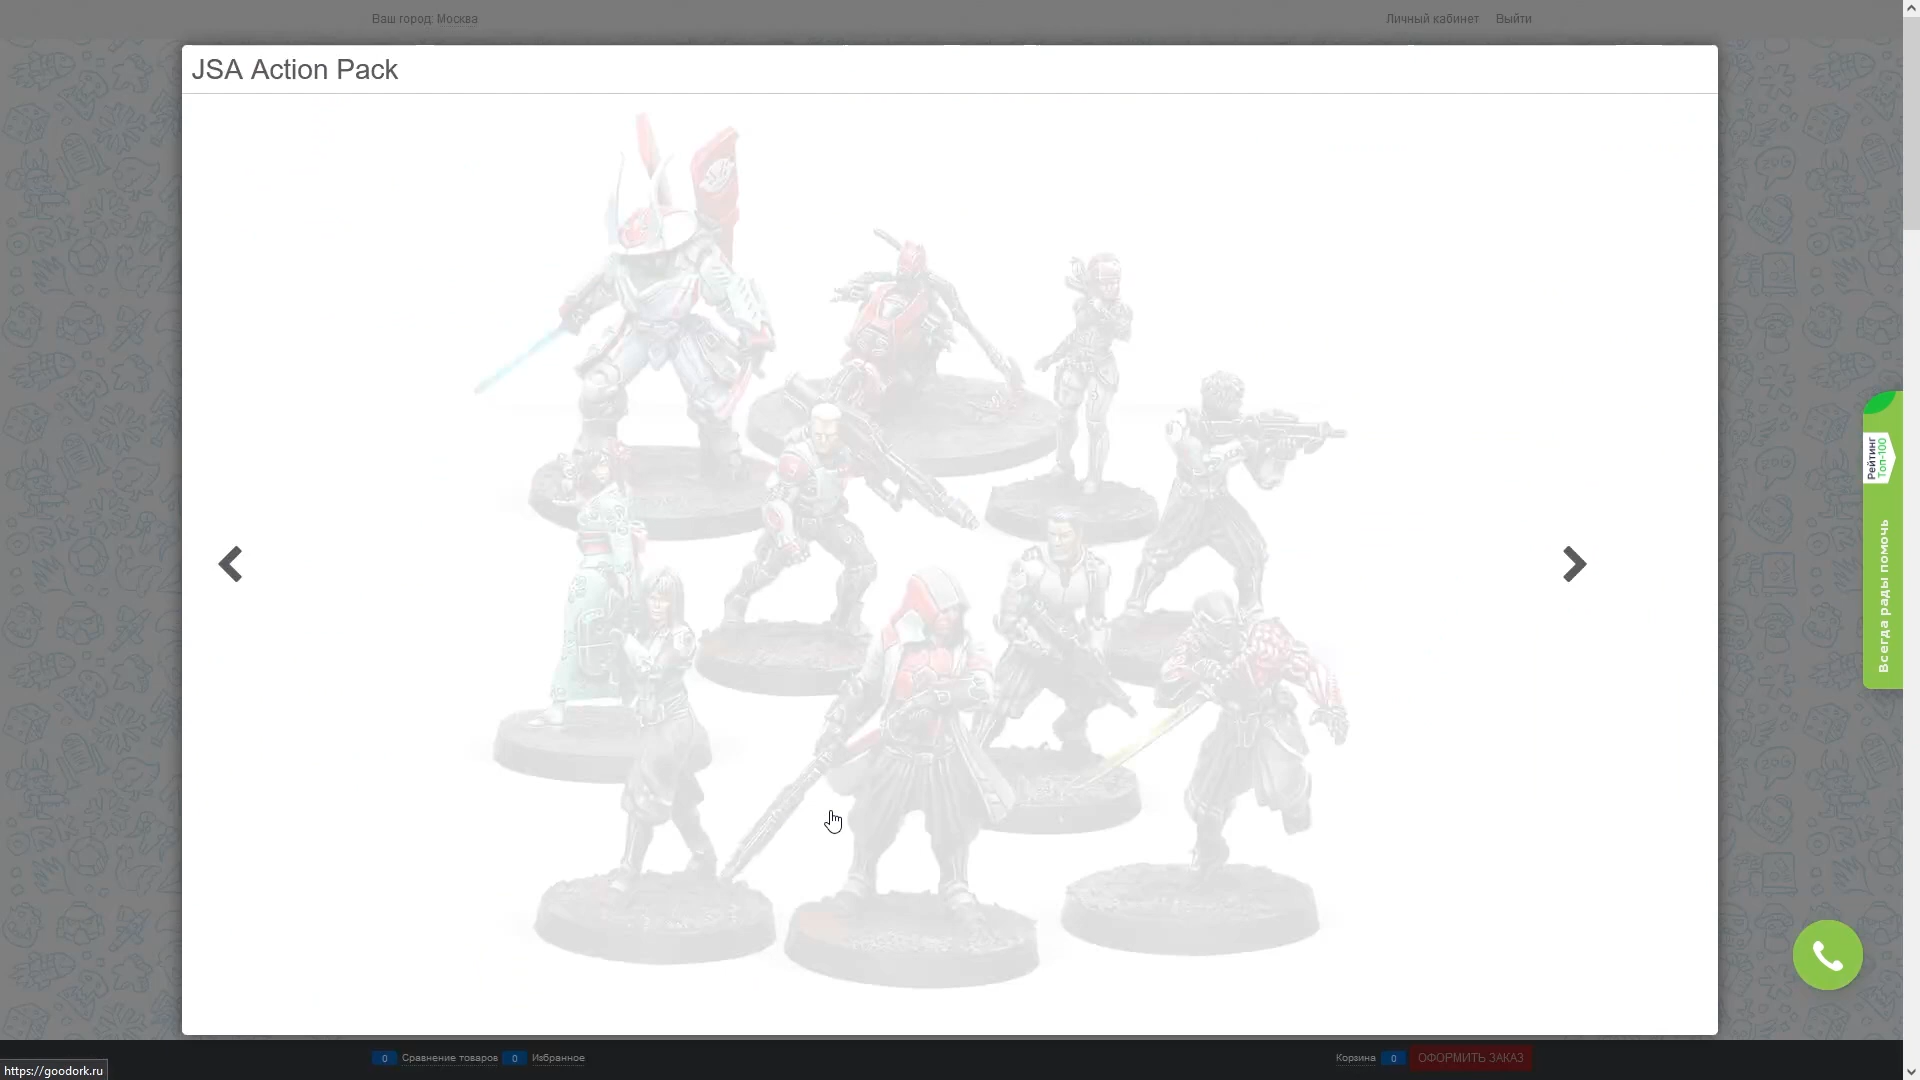 Ваш город: Москва
Личный кабинет Выйти
JSA Action Pack
Рейтинг
Топ-100
Всегда рады помочь
0 Сравнение товаров 0 Избранное
Корзина 0 ОФОРМИТЬ ЗАКАЗ
https://goodork.ru